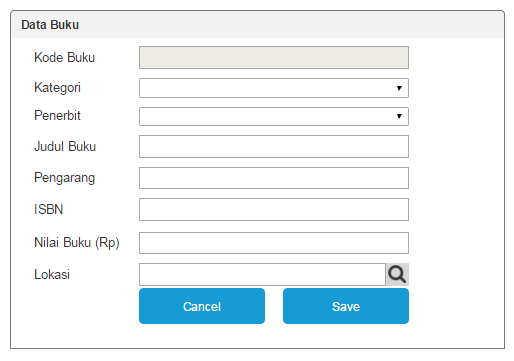 Data Buku
Kode Buku
Kategori
Penerbit
Judul Buku
Pengarang
ISBN
Nilai Buku (Rp)
Lokasi
Cancel Save